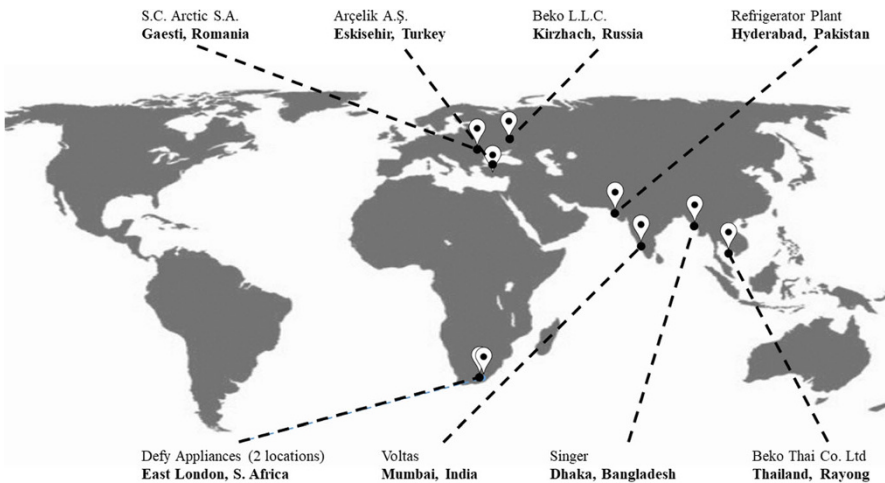 S.C. Arctic S.A.
Gaesti, Romania
Arçelik A.Ş.
Eskisehir, Turkey
Beko L.L.C.
Kirzhach, Russia
Refrigerator Plant
Hyderabad, Pakistan
Defy Appliances (2 locations)
East London, S. Africa
Voltas
Mumbai, India
Singer
Dhaka, Bangladesh
Beko Thai Co. Ltd
Thailand, Rayong